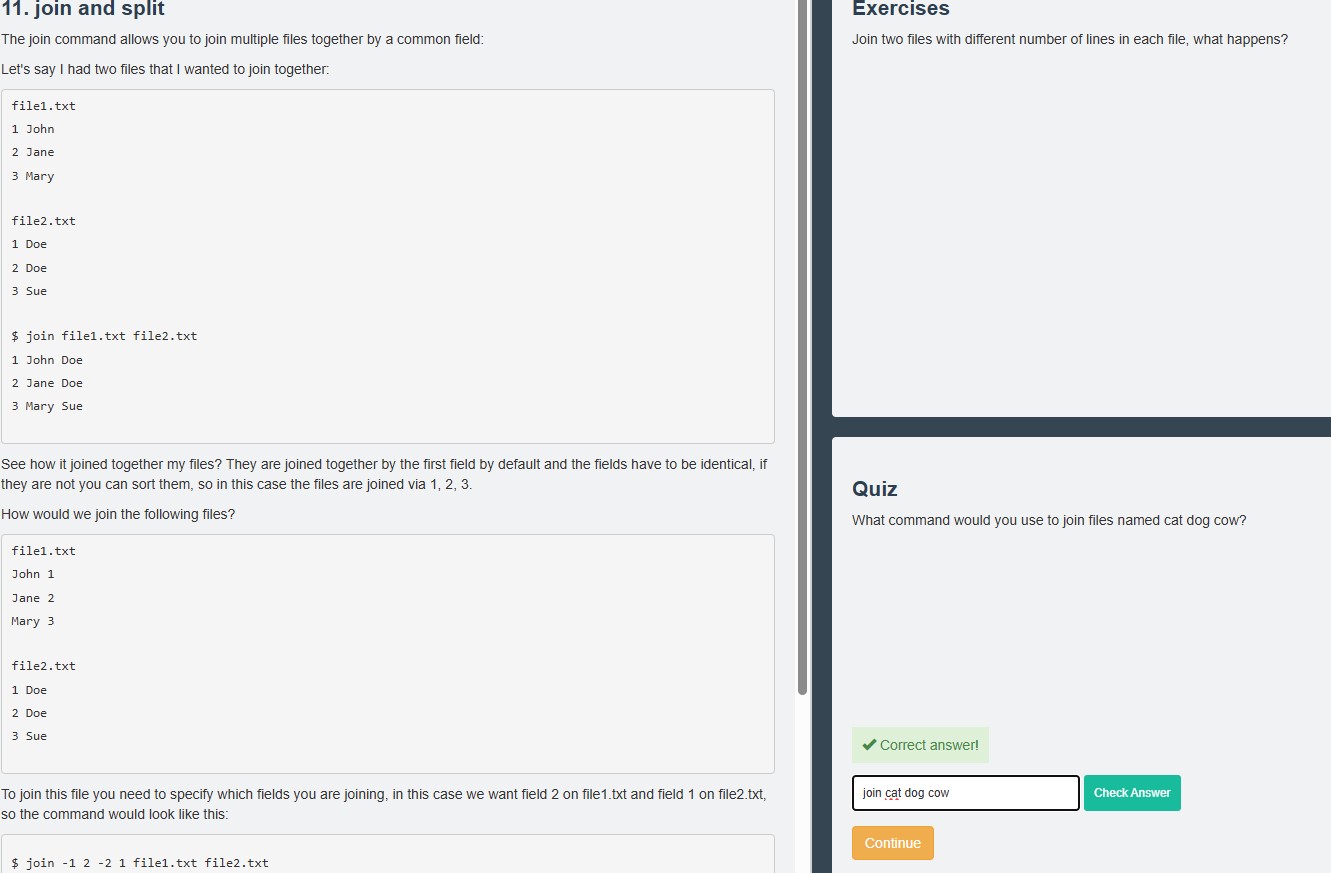 11. join and split
The join command allows you to join multiple files together by a common field:
Let's say I had two files that I wanted to join together:
file1.txt
1 John
2 Jane
3 Mary
file2.txt
1 Doe
2 Doe
3 Sue
$ join file1.txt file2.txt
1 John Doe
2 Jane Doe
3 Mary Sue
See how it joined together my files? They are joined together by the first field by default and the fields have to be identical, if
they are not you can sort them, so in this case the files are joined via 1, 2, 3.
How would we join the following files?
file1.txt
John 1
Jane 2
Mary 3
file2.txt
1 Doe
2 Doe
3 Sue
To join this file you need to specify which fields you are joining, in this case we want field 2 on file1.txt and field 1 on file2.txt,
so the command would look like this:
$ join -1 2 -2 1 file1.txt file2.txt
Exercises
Join two files with different number of lines in each file, what happens?
Quiz
What command would you use to join files named cat dog cow?
Correct answer!
join cat dog cow
Check Answer
Continue